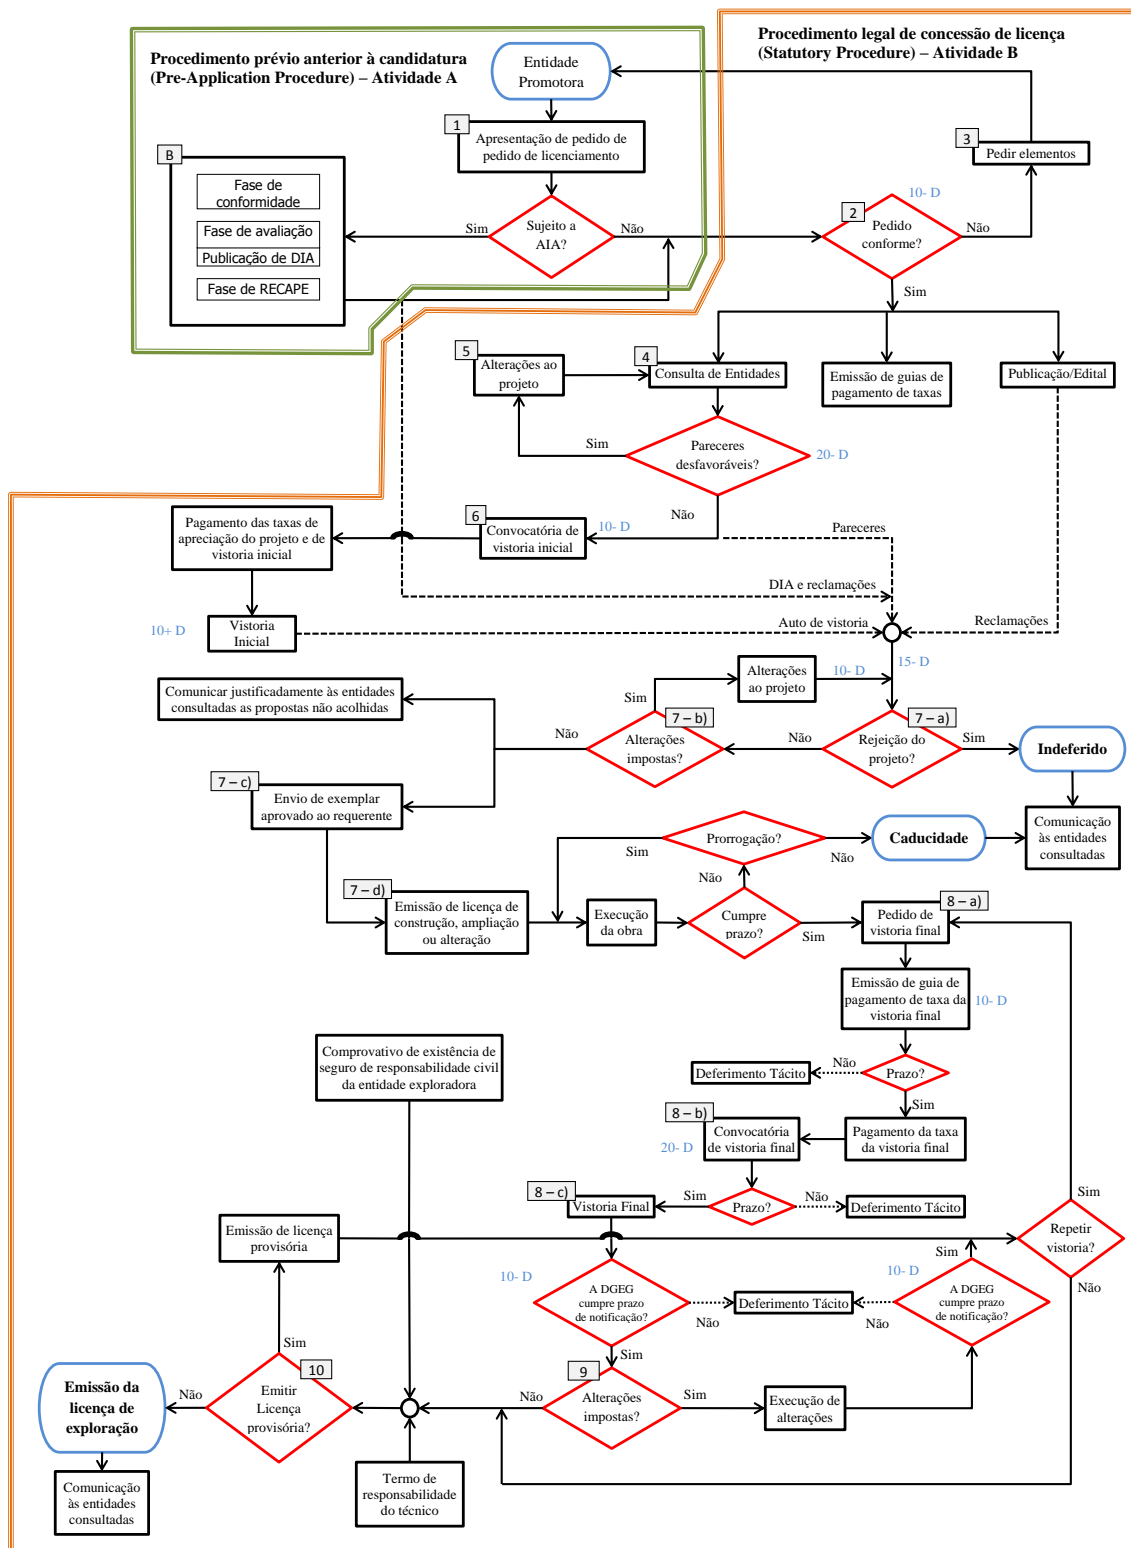 Procedimento prévio anterior à candidatura
(Pre-Application Procedure) – Atividade A
Procedimento legal de concessão de licença
(Statutory Procedure) – Atividade B
Entidade
Promotora
1
Apresentação de pedido de
pedido de licenciamento
3
Pedir elementos
B
Fase de
conformidade
Fase de avaliação
Publicação de DIA
Fase de RECAPE
Sim
Sujeito a
AIA?
Não
10- D
2
Pedido
conforme?
Não
Sim
5
Alterações ao
projeto
4
Consulta de Entidades
Emissão de guias de
pagamento de taxas
Publicação/Edital
Sim
Pareceres
desfavoráveis?
20- D
Não
Pagamento das taxas de
apreciação do projeto e de
vistoria inicial
6
Convocatória de
vistoria inicial
10- D
Pareceres
DIA e reclamações
10+ D
Vistoria
Inicial
Auto de vistoria
Reclamações
15- D
Comunicar justificadamente às entidades
consultadas as propostas não acolhidas
Sim
Alterações
ao projeto
10- D
7 – b)
Não
Alterações
impostas?
Não
7 – a)
Rejeição do
projeto?
Sim
Indeferido
7 – c)
Envio de exemplar
aprovado ao requerente
Sim
Prorrogação?
Não
Caducidade
Comunicação
às entidades
consultadas
7 – d)
Emissão de licença de
construção, ampliação
ou alteração
Execução
da obra
Não
Cumpre
prazo?
Sim
8 – a)
Pedido de
vistoria final
Emissão de guia de
pagamento de taxa da
vistoria final
10- D
Comprovativo de existência de
seguro de responsabilidade civil
da entidade exploradora
Deferimento Tácito
Não
Prazo?
Sim
8 – b)
Convocatória
de vistoria final
20- D
Pagamento da taxa
da vistoria final
8 – c)
Vistoria Final
Sim
Prazo?
Não
Deferimento Tácito
Sim
Repetir
vistoria?
Não
Emissão de licença
provisória
10- D
A DGEG
cumpre prazo
de notificação?
Não
Deferimento Tácito
Não
Sim
10- D
A DGEG
cumpre prazo
de notificação?
Sim
Sim
10
Emitir
Licença
provisória?
Não
Emissão da
licença de
exploração
9
Não
Alterações
impostas?
Sim
Execução de
alterações
Comunicação
às entidades
consultadas
Termo de
responsabilidade
do técnico